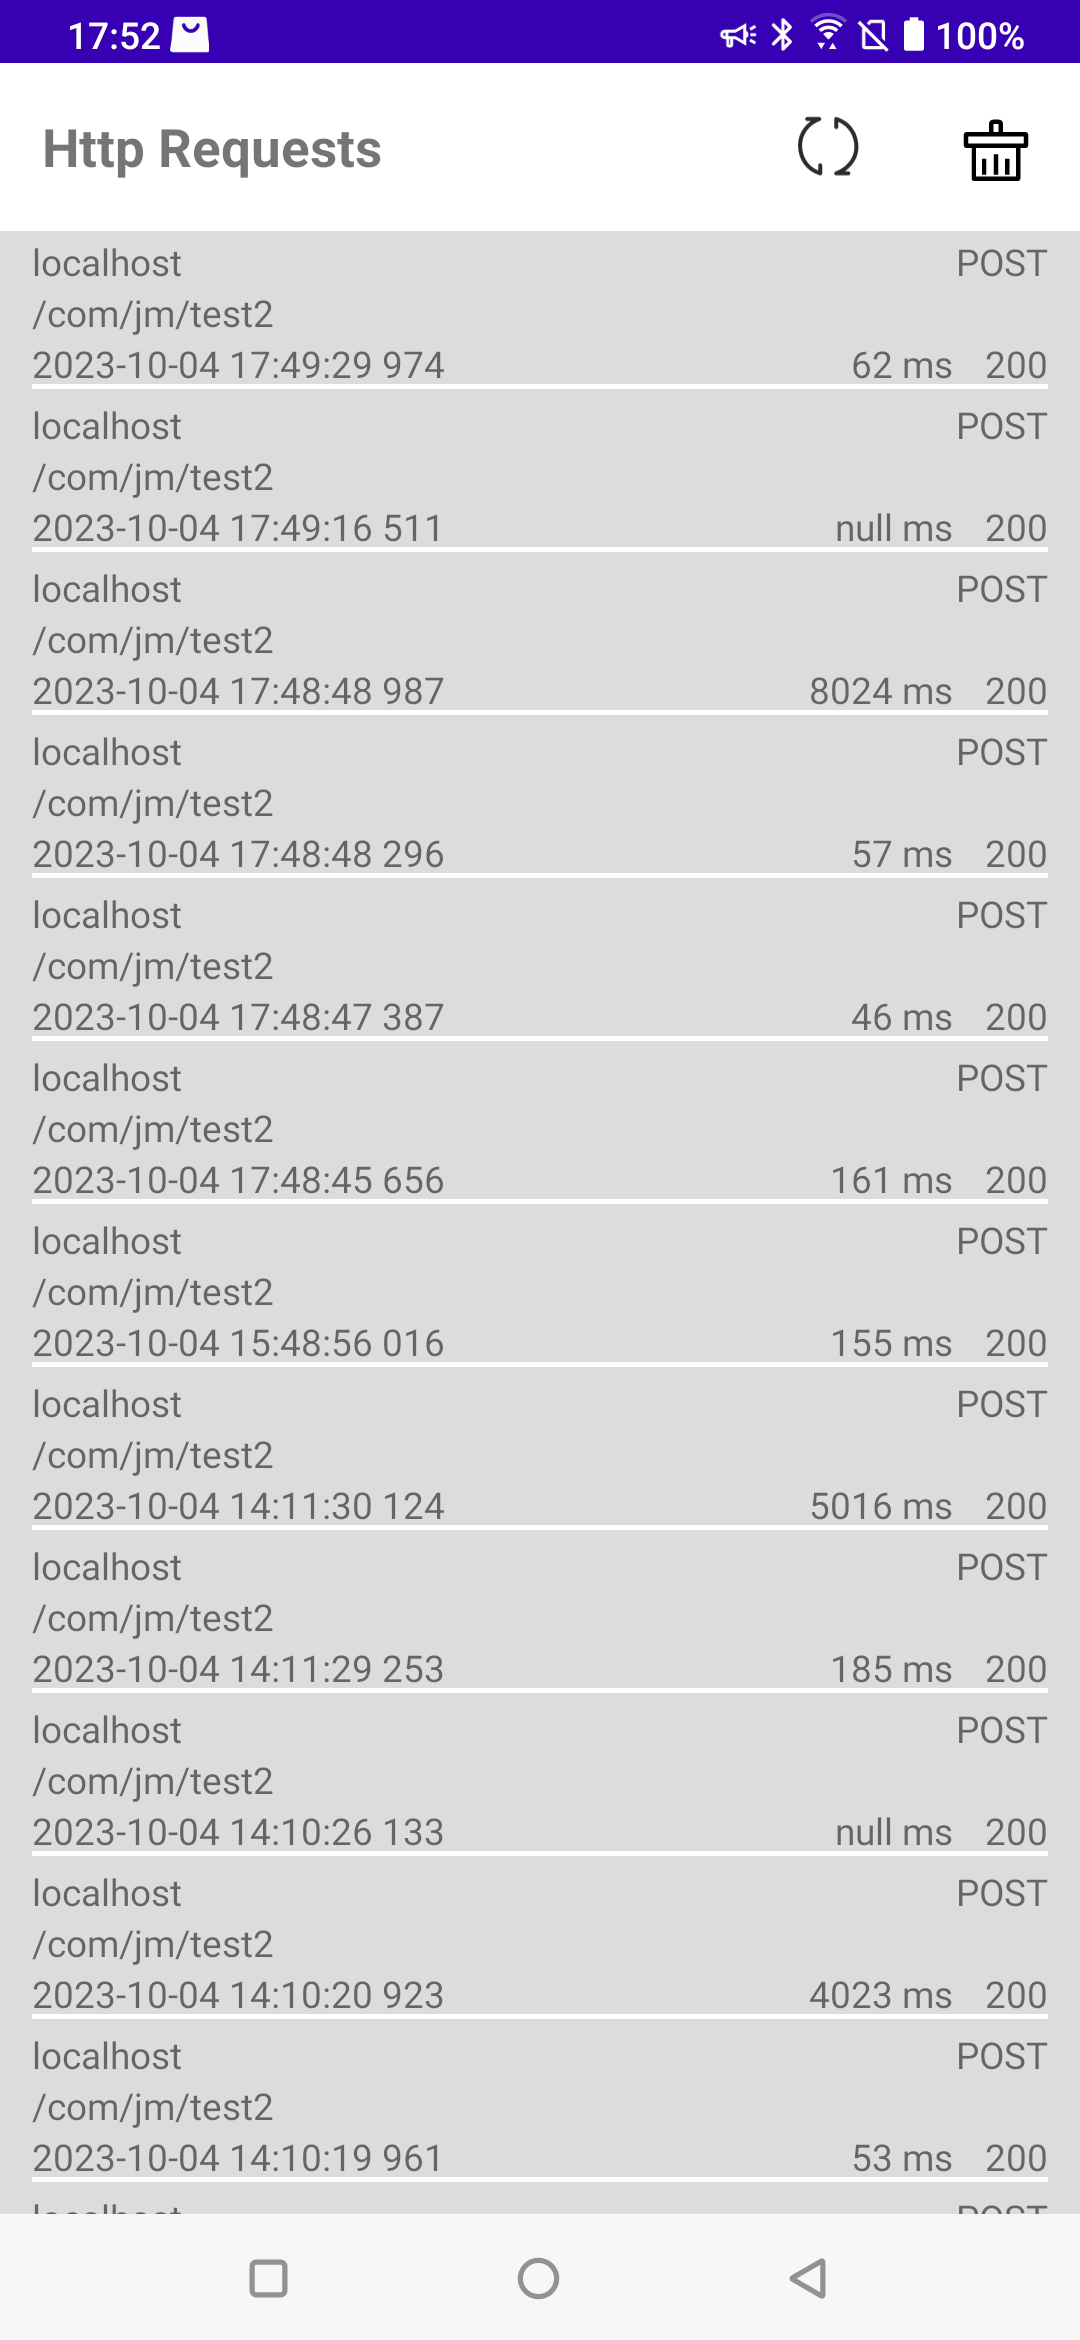 17:52 100%
Http Requests
localhost POST
/com/jm/test2
2023-10-04 17:49:29 974 62 ms 200
localhost POST
/com/jm/test2
2023-10-04 17:49:16 511 null ms 200
localhost POST
/com/jm/test2
2023-10-04 17:48:48 987 8024 ms 200
localhost POST
/com/jm/test2
2023-10-04 17:48:48 296 57 ms 200
localhost POST
/com/jm/test2
2023-10-04 17:48:47 387 46 ms 200
localhost POST
/com/jm/test2
2023-10-04 17:48:45 656 161 ms 200
localhost POST
/com/jm/test2
2023-10-04 15:48:56 016 155 ms 200
localhost POST
/com/jm/test2
2023-10-04 14:11:30 124 5016 ms 200
localhost POST
/com/jm/test2
2023-10-04 14:11:29 253 185 ms 200
localhost POST
/com/jm/test2
2023-10-04 14:10:26 133 null ms 200
localhost POST
/com/jm/test2
2023-10-04 14:10:20 923 4023 ms 200
localhost POST
/com/jm/test2
2023-10-04 14:10:19 961 53 ms 200
localhost POST